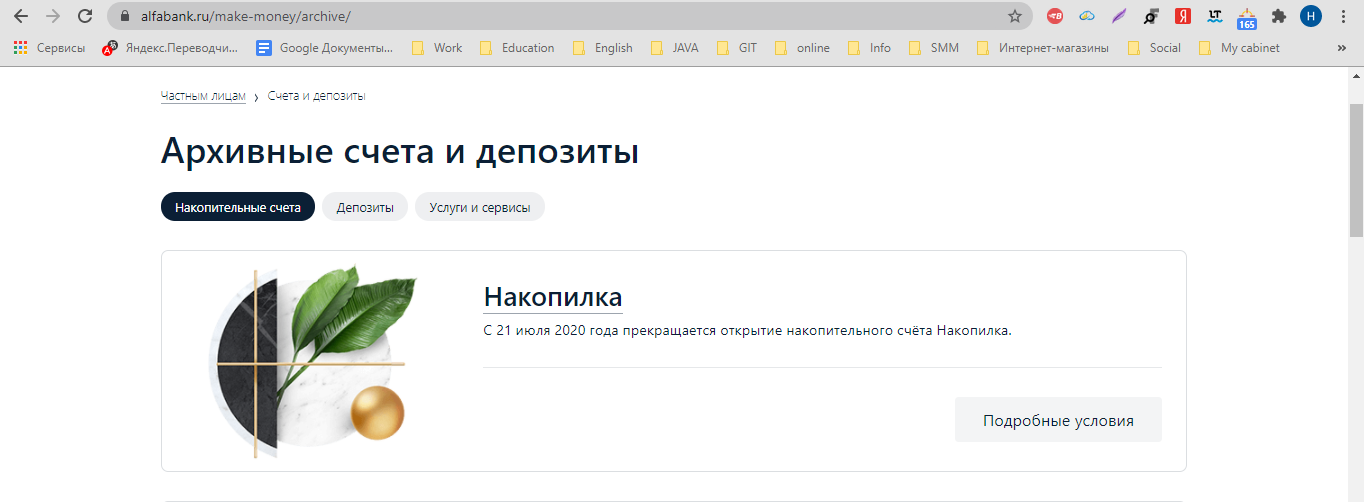 alfabank.ru/make-money/archive/
165
Н
Сервисы
Яндекс.Переводчи...
Google Документы...
Work
Education
English
JAVA
GIT
online
Info
SMM
Интернет-магазины
Social
My cabinet
»
Частным лицам › Счета и депозиты
Архивные счета и депозиты
Накопительные счета
Депозиты
Услуги и сервисы
Накопилка
С 21 июля 2020 года прекращается открытие накопительного счёта Накопилка.
Подробные условия